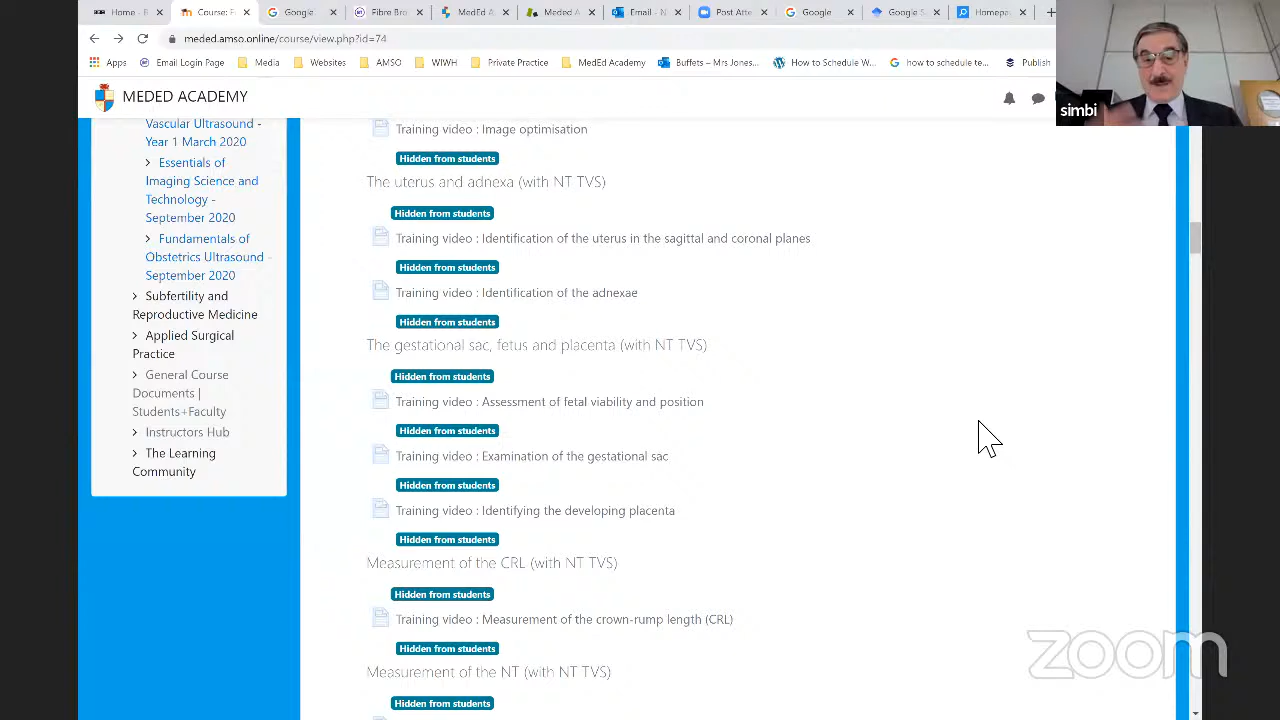 Home - B
Course: F
Google
Fibre Bro
MedEd A
Meded A
Email - N
Post Atte
Google
Google S
Homepa
meded.amso.online/course/view.php?id=74
Apps
Email Login Page
Media
Websites
AMSO
WIWH
Private Practice
MedEd Academy
Buffets – Mrs Jones...
How to Schedule W...
how to schedule te...
Publish
MEDED ACADEMY
simbi
Vascular Ultrasound -
Year 1 March 2020
Essentials of
Imaging Science and
Technology -
September 2020
Fundamentals of
Obstetrics Ultrasound -
September 2020
Subfertility and
Reproductive Medicine
Applied Surgical
Practice
General Course
Documents |
Students+Faculty
Instructors Hub
The Learning
Community
Training video : Image optimisation
Hidden from students
The uterus and adnexa (with NT TVS)
Hidden from students
Training video : Identification of the uterus in the sagittal and coronal planes
Hidden from students
Training video : Identification of the adnexae
Hidden from students
The gestational sac, fetus and placenta (with NT TVS)
Hidden from students
Training video : Assessment of fetal viability and position
Hidden from students
Training video : Examination of the gestational sac
Hidden from students
Training video : Identifying the developing placenta
Hidden from students
Measurement of the CRL (with NT TVS)
Hidden from students
Training video : Measurement of the crown - rump length (CRL)
Hidden from students
Measurement of the NT (with NT TVS)
Hidden from students
zoom